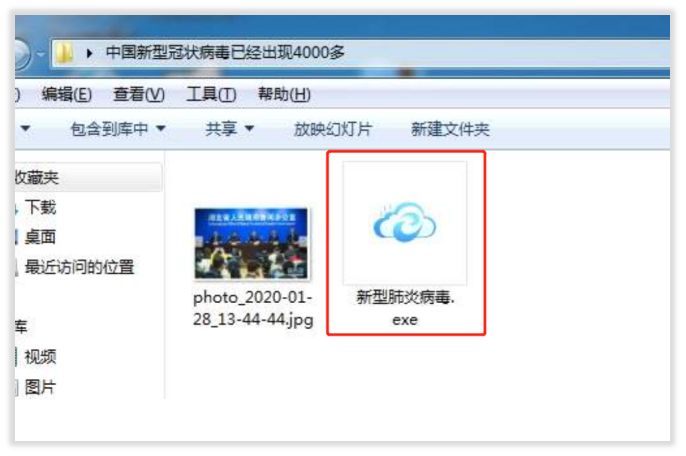 中国新型冠状病毒已经出现4000多
) 编辑(E) 查看(V) 工具(T) 帮助(H)
包含到库中 共享 放映幻灯片 新建文件夹
收藏夹
下载
桌面
最近访问的位置
库
视频
图片
photo_2020-01-
28_13-44-44.jpg
新型肺炎病毒.
exe